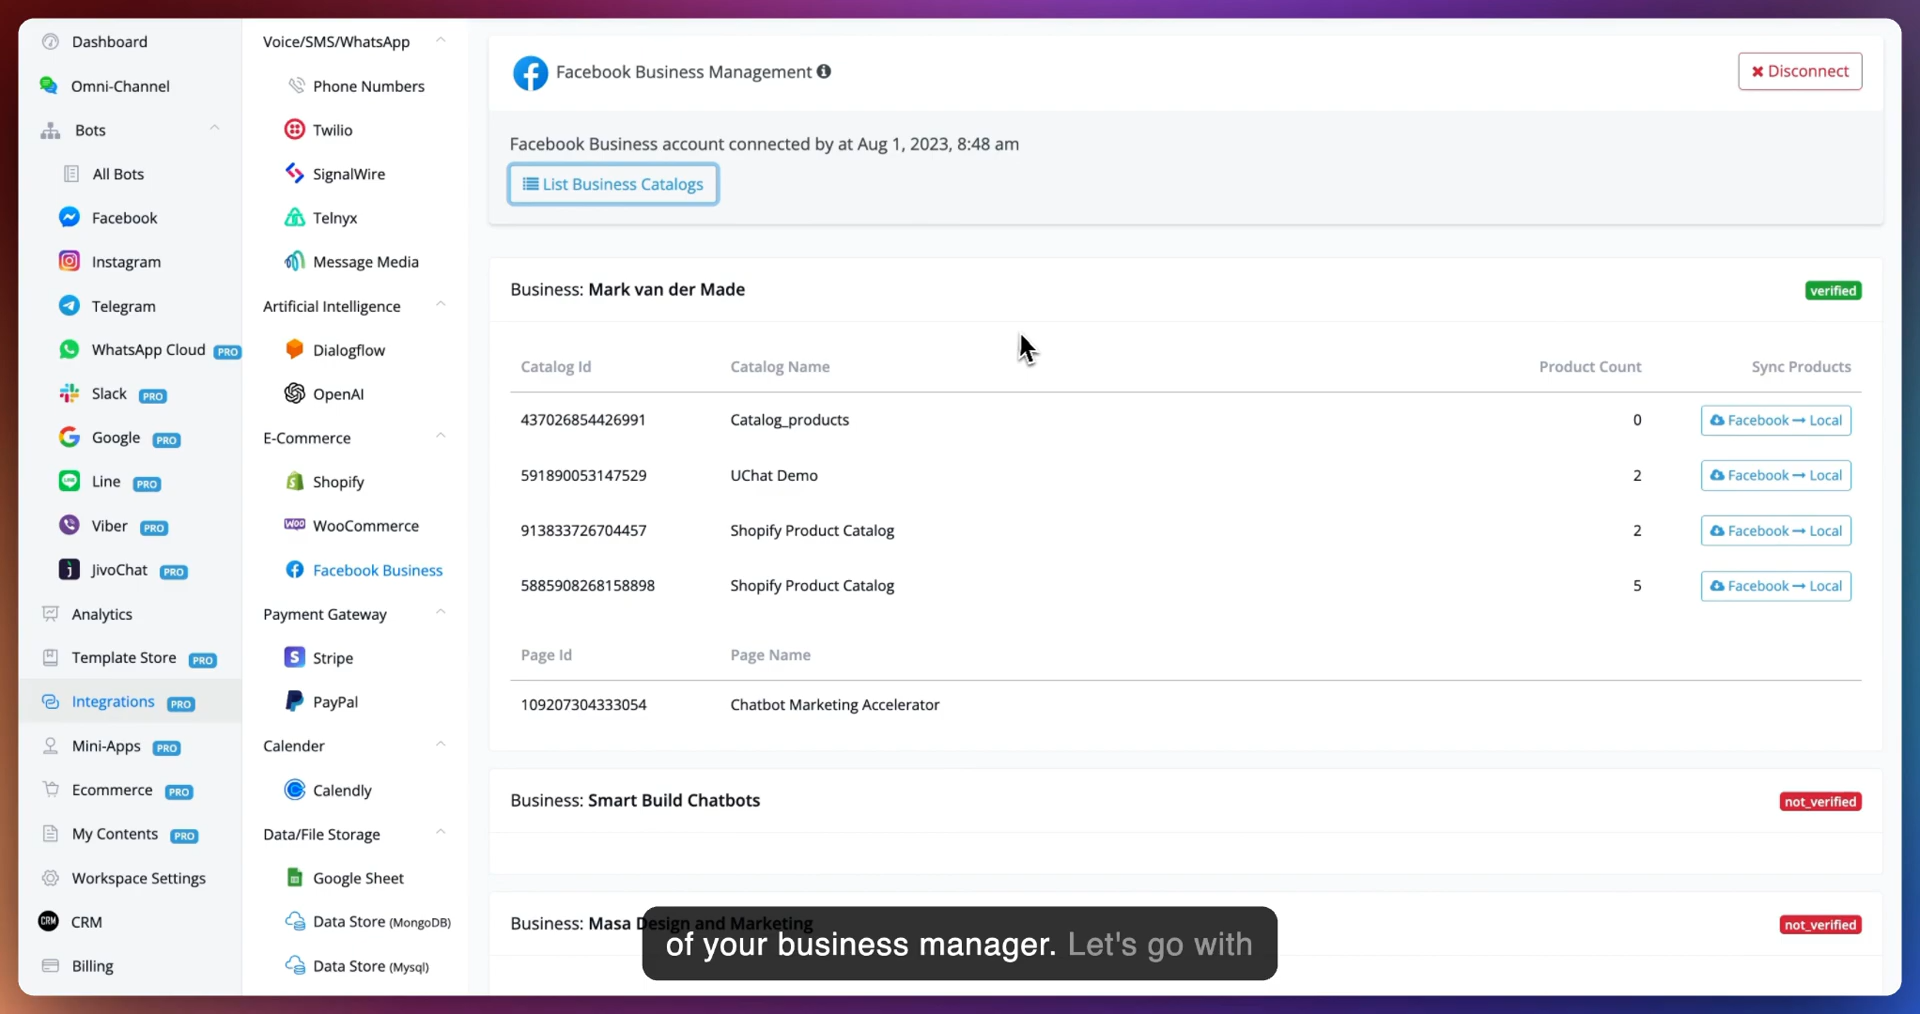 Dashboard
Omni-Channel
Bots
All Bots
Facebook
Instagram
Telegram
WhatsApp Cloud PRO
Slack PRO
Google PRO
Line PRO
Viber PRO
JivoChat PRO
Analytics
Template Store PRO
Integrations PRO
Mini-Apps PRO
Ecommerce PRO
My Contents PRO
Workspace Settings
CRM CRM
Billing
Voice/SMS/WhatsApp
Phone Numbers
Twilio
SignalWire
Telnyx
Message Media
Artificial Intelligence
Dialogflow
OpenAI
E-Commerce
Shopify
WOO WooCommerce
Facebook Business
Payment Gateway
Stripe
PayPal
Calender
Calendly
Data/File Storage
Google Sheet
Data Store (MongoDB)
Data Store (Mysql)
Facebook Business Management
Disconnect
Facebook Business account connected by at Aug 1, 2023, 8:48 am
List Business Catalogs
Business: Mark van der Made verified
Catalog Id Catalog Name Product Count Sync Products
437026854426991 Catalog_products 0 Facebook → Local
591890053147529 UChat Demo 2 Facebook → Local
913833726704457 Shopify Product Catalog 2 Facebook → Local
5885908268158898 Shopify Product Catalog 5 Facebook → Local
Page Id Page Name
109207304333054 Chatbot Marketing Accelerator
Business: Smart Build Chatbots not_verified
Business: Masa Design and Marketing not_verified
of your business manager. Let's go with